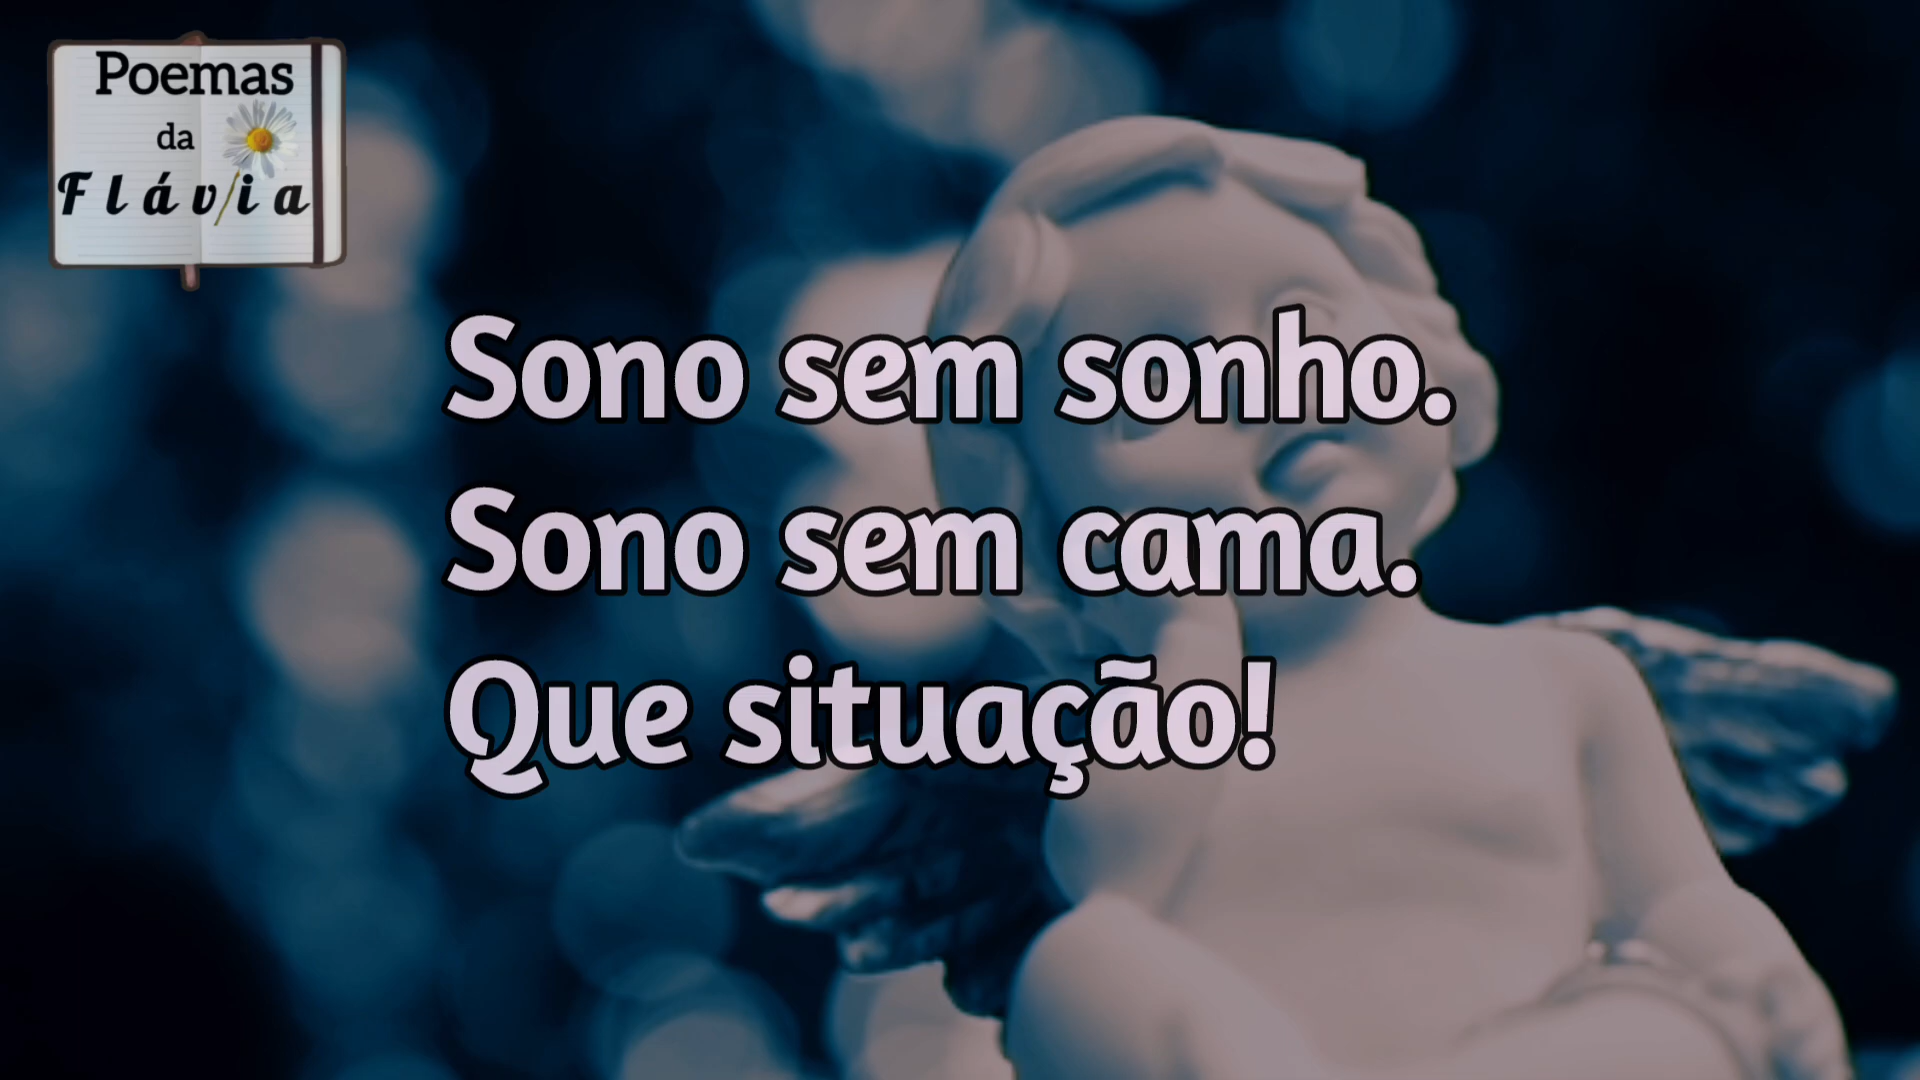 Poemas
da
Flávia
Sono sem sonho.
Sono sem cama.
Que situação!